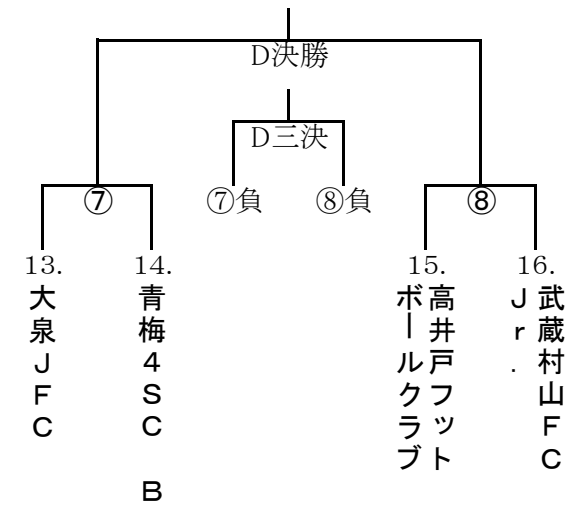 D決勝
D三決
⑦
⑦負
⑧負
⑧
13.
14.
15.
16.
大泉JFC
青梅4SC B
高井戸フット
ボールクラブ
武蔵村山FC
Jr.